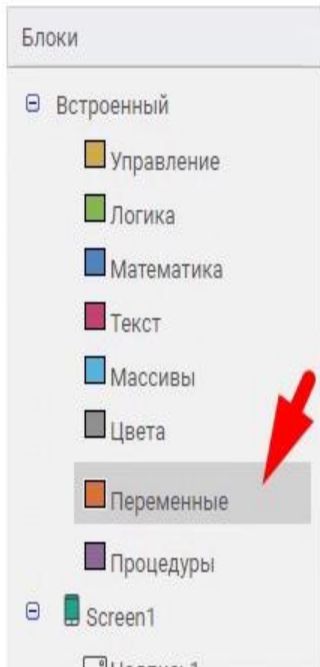 Блоки
Встроенный
Управление
Логика
Математика
Текст
Массивы
Цвета
Переменные
Процедуры
Screen1